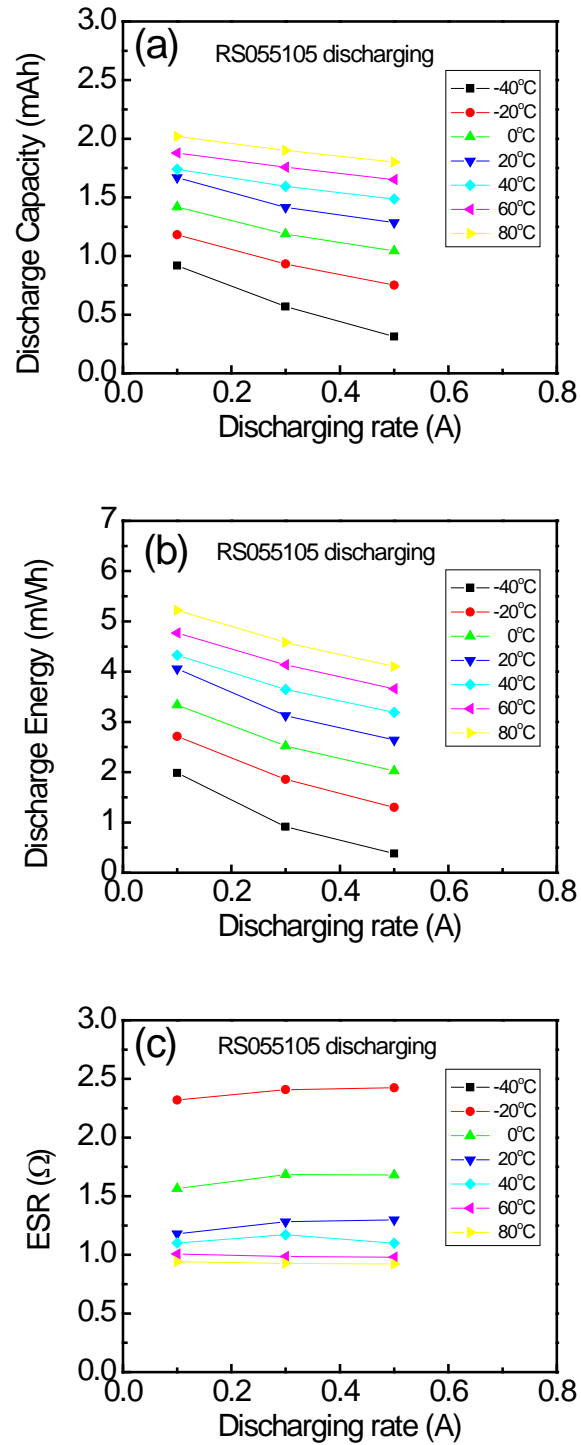 (a)
RS055105 discharging
Discharge Capacity (mAh)
3.0
2.5
2.0
1.5
1.0
0.5
0.0
-40°C
-20°C
0°C
20°C
40°C
60°C
80°C
0.0 0.2 0.4 0.6 0.8
Discharging rate (A)
(b)
RS055105 discharging
Discharge Energy (mWh)
7
6
5
4
3
2
1
0
-40°C
-20°C
0°C
20°C
40°C
60°C
80°C
0.0 0.2 0.4 0.6 0.8
Discharging rate (A)
(c)
RS055105 discharging
ESR (Ω)
3.0
2.5
2.0
1.5
1.0
0.5
0.0
-40°C
-20°C
0°C
20°C
40°C
60°C
80°C
0.0 0.2 0.4 0.6 0.8
Discharging rate (A)